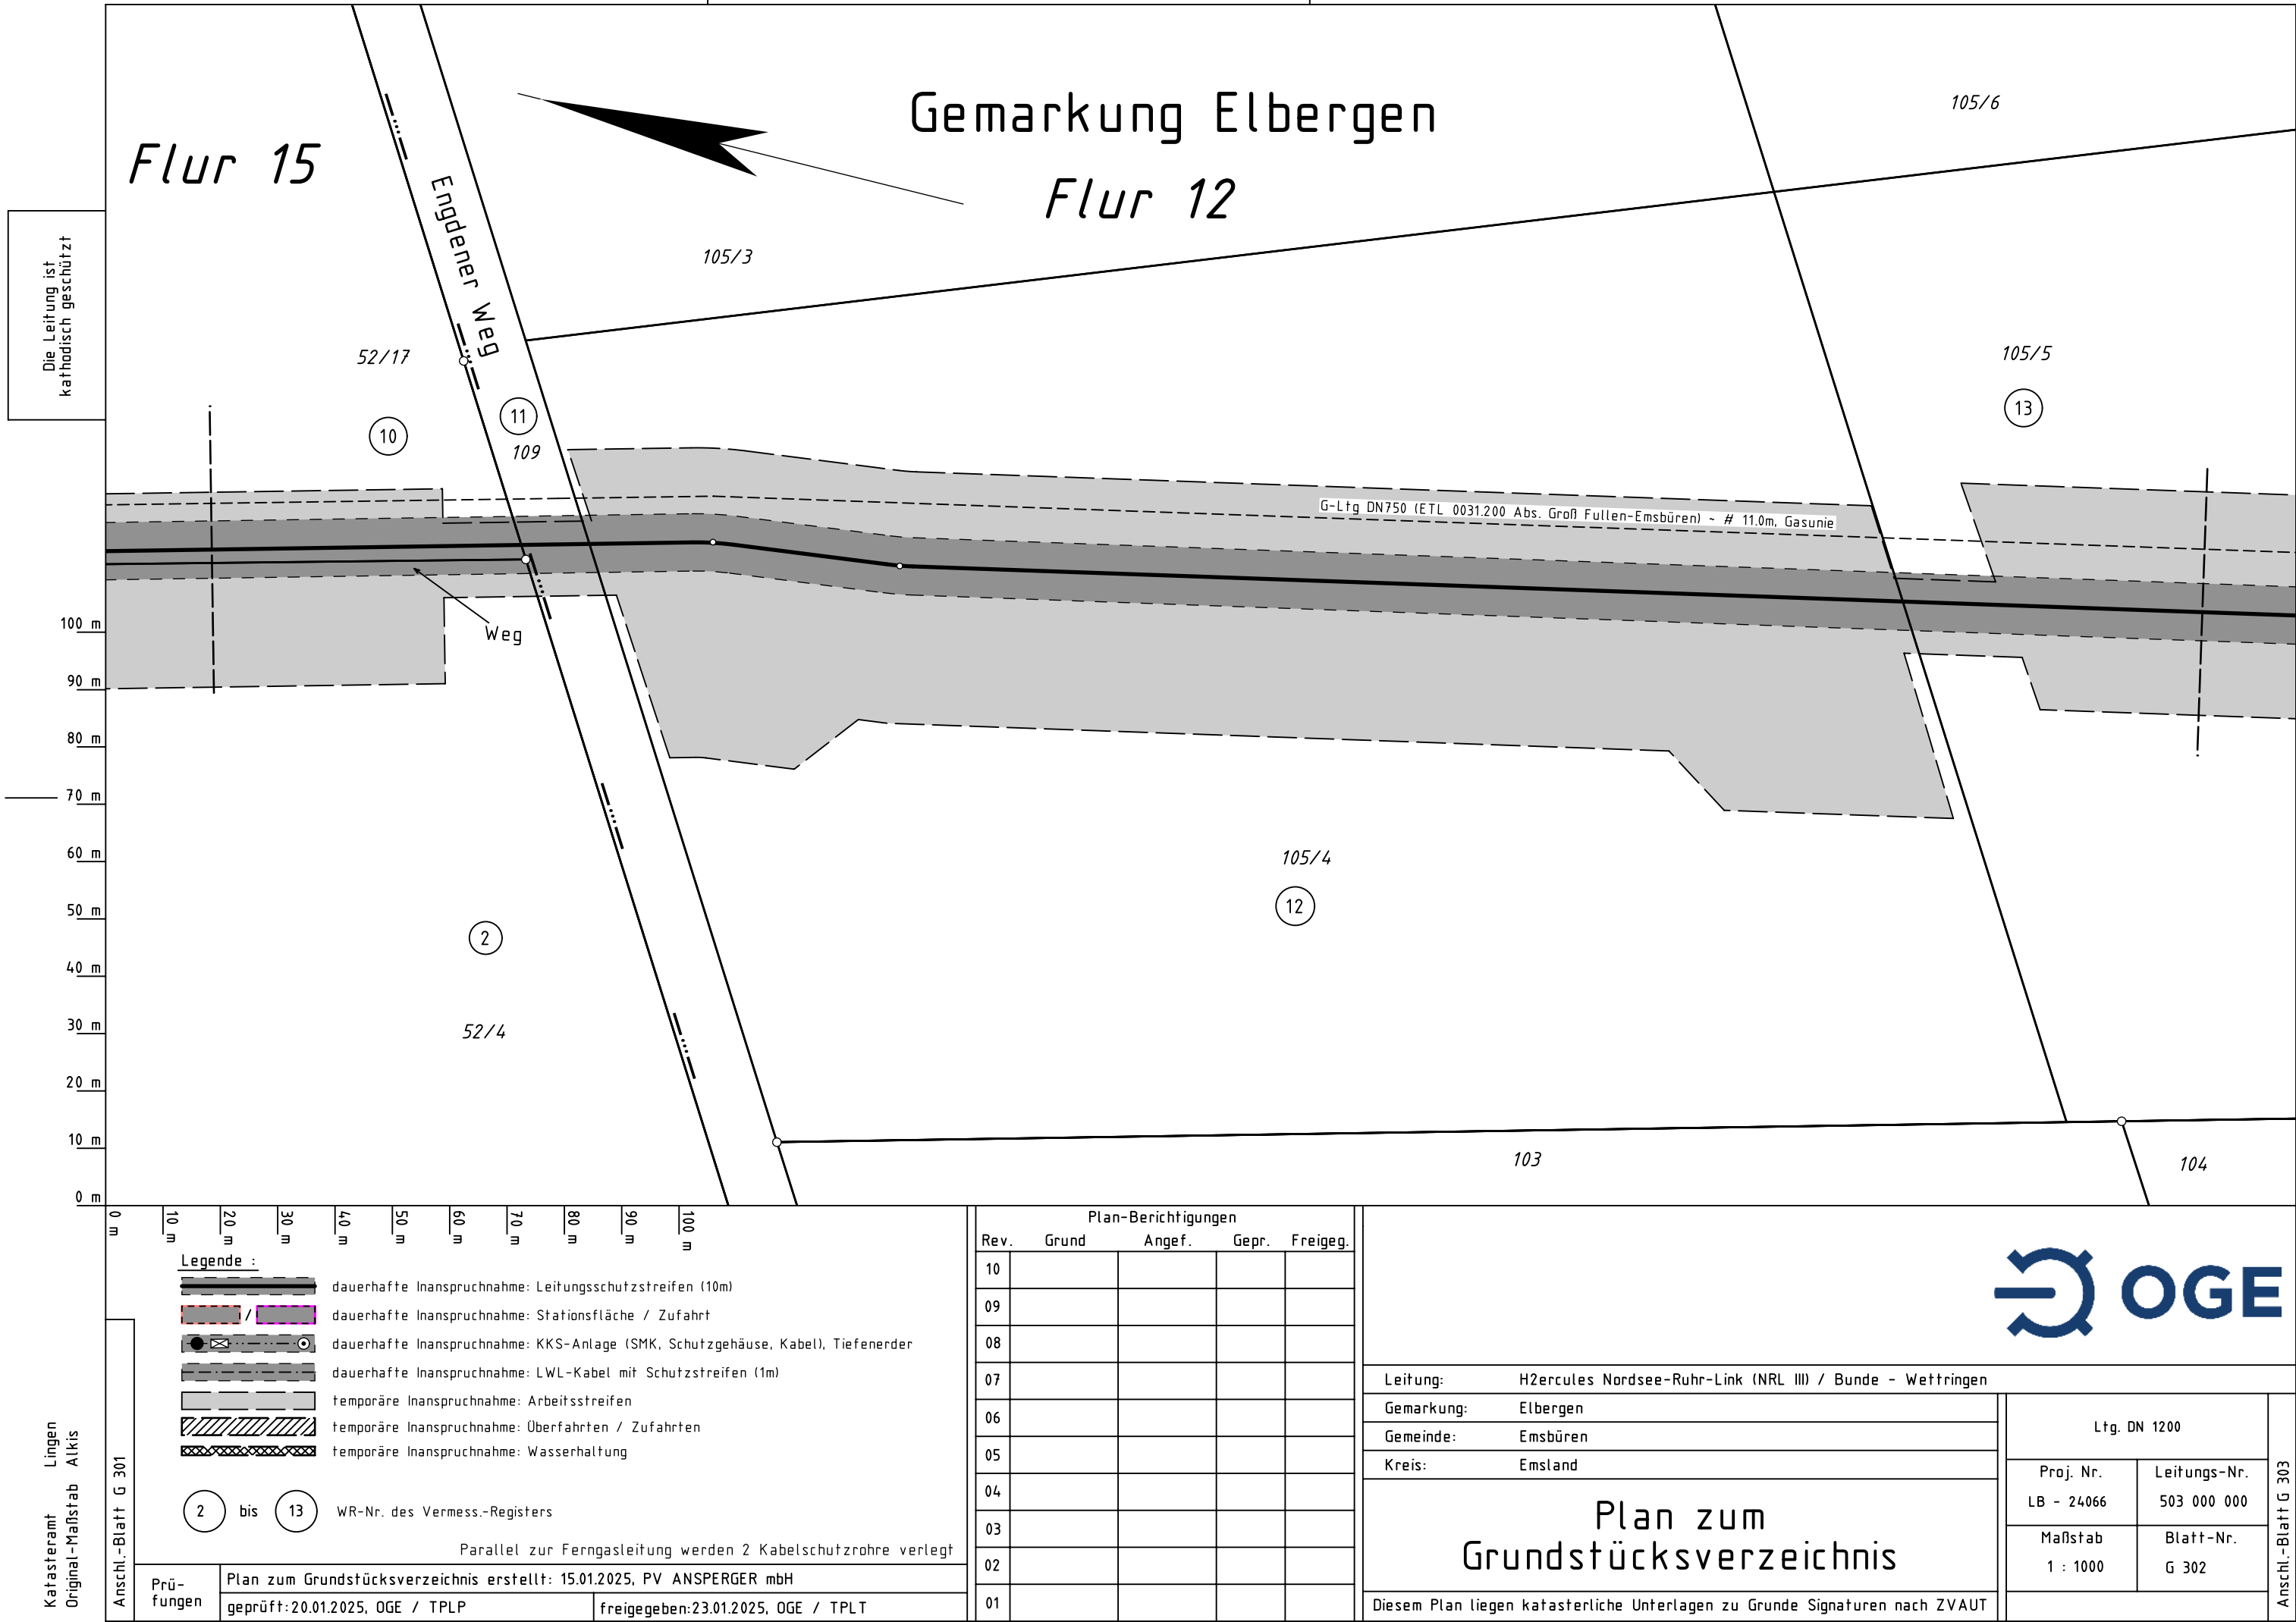 Gemarkung Elbergen
Flur 12
Flur 15
105/6
Engdener Weg
105/3
Die Leitung ist
kathodisch geschützt
52/17
105/5
13
11
10
109
G-Ltg DN750 (ETL 0031.200 Abs. Groß Fullen-Emsbüren) ~ # 11.0m, Gasunie
Weg
100 m
90 m
80 m
70 m
60 m
50 m
40 m
30 m
20 m
10 m
0 m
105/4
12
2
52/4
103
104
0 m
10 m
20 m
30 m
40 m
50 m
60 m
70 m
80 m
90 m
100 m
Legende :
dauerhafte Inanspruchnahme: Leitungsschutzstreifen (10m)
/ dauerhafte Inanspruchnahme: Stationsfläche / Zufahrt
dauerhafte Inanspruchnahme: KKS-Anlage (SMK, Schutzgehäuse, Kabel), Tiefenerder
dauerhafte Inanspruchnahme: LWL-Kabel mit Schutzstreifen (1m)
temporäre Inanspruchnahme: Arbeitsstreifen
temporäre Inanspruchnahme: Überfahrten / Zufahrten
temporäre Inanspruchnahme: Wasserhaltung
2 bis 13 WR-Nr. des Vermess.-Registers
Parallel zur Ferngasleitung werden 2 Kabelschutzrohre verlegt
Katasteramt Lingen
Original-Maßstab Alkis
Anschl.-Blatt G 301
Prü-
fungen
Plan zum Grundstücksverzeichnis erstellt: 15.01.2025, PV ANSPERGER mbH
geprüft: 20.01.2025, OGE / TPLP
freigegeben:23.01.2025, OGE / TPLT
Plan-Berichtigungen
Rev. Grund Angef. Gepr. Freigeg.
10
09
08
07
06
05
04
03
02
01
OGE
Leitung: H2ercules Nordsee-Ruhr-Link (NRL III) / Bunde - Wettringen
Gemarkung: Elbergen
Gemeinde: Emsbüren
Kreis: Emsland
Plan zum
Grundstücksverzeichnis
Diesem Plan liegen katasterliche Unterlagen zu Grunde Signaturen nach ZVAUT
Ltg. DN 1200
Proj. Nr. Leitungs-Nr.
LB - 24066 503 000 000
Maßstab Blatt-Nr.
1 : 1000 G 302
Anschl.-Blatt G 303